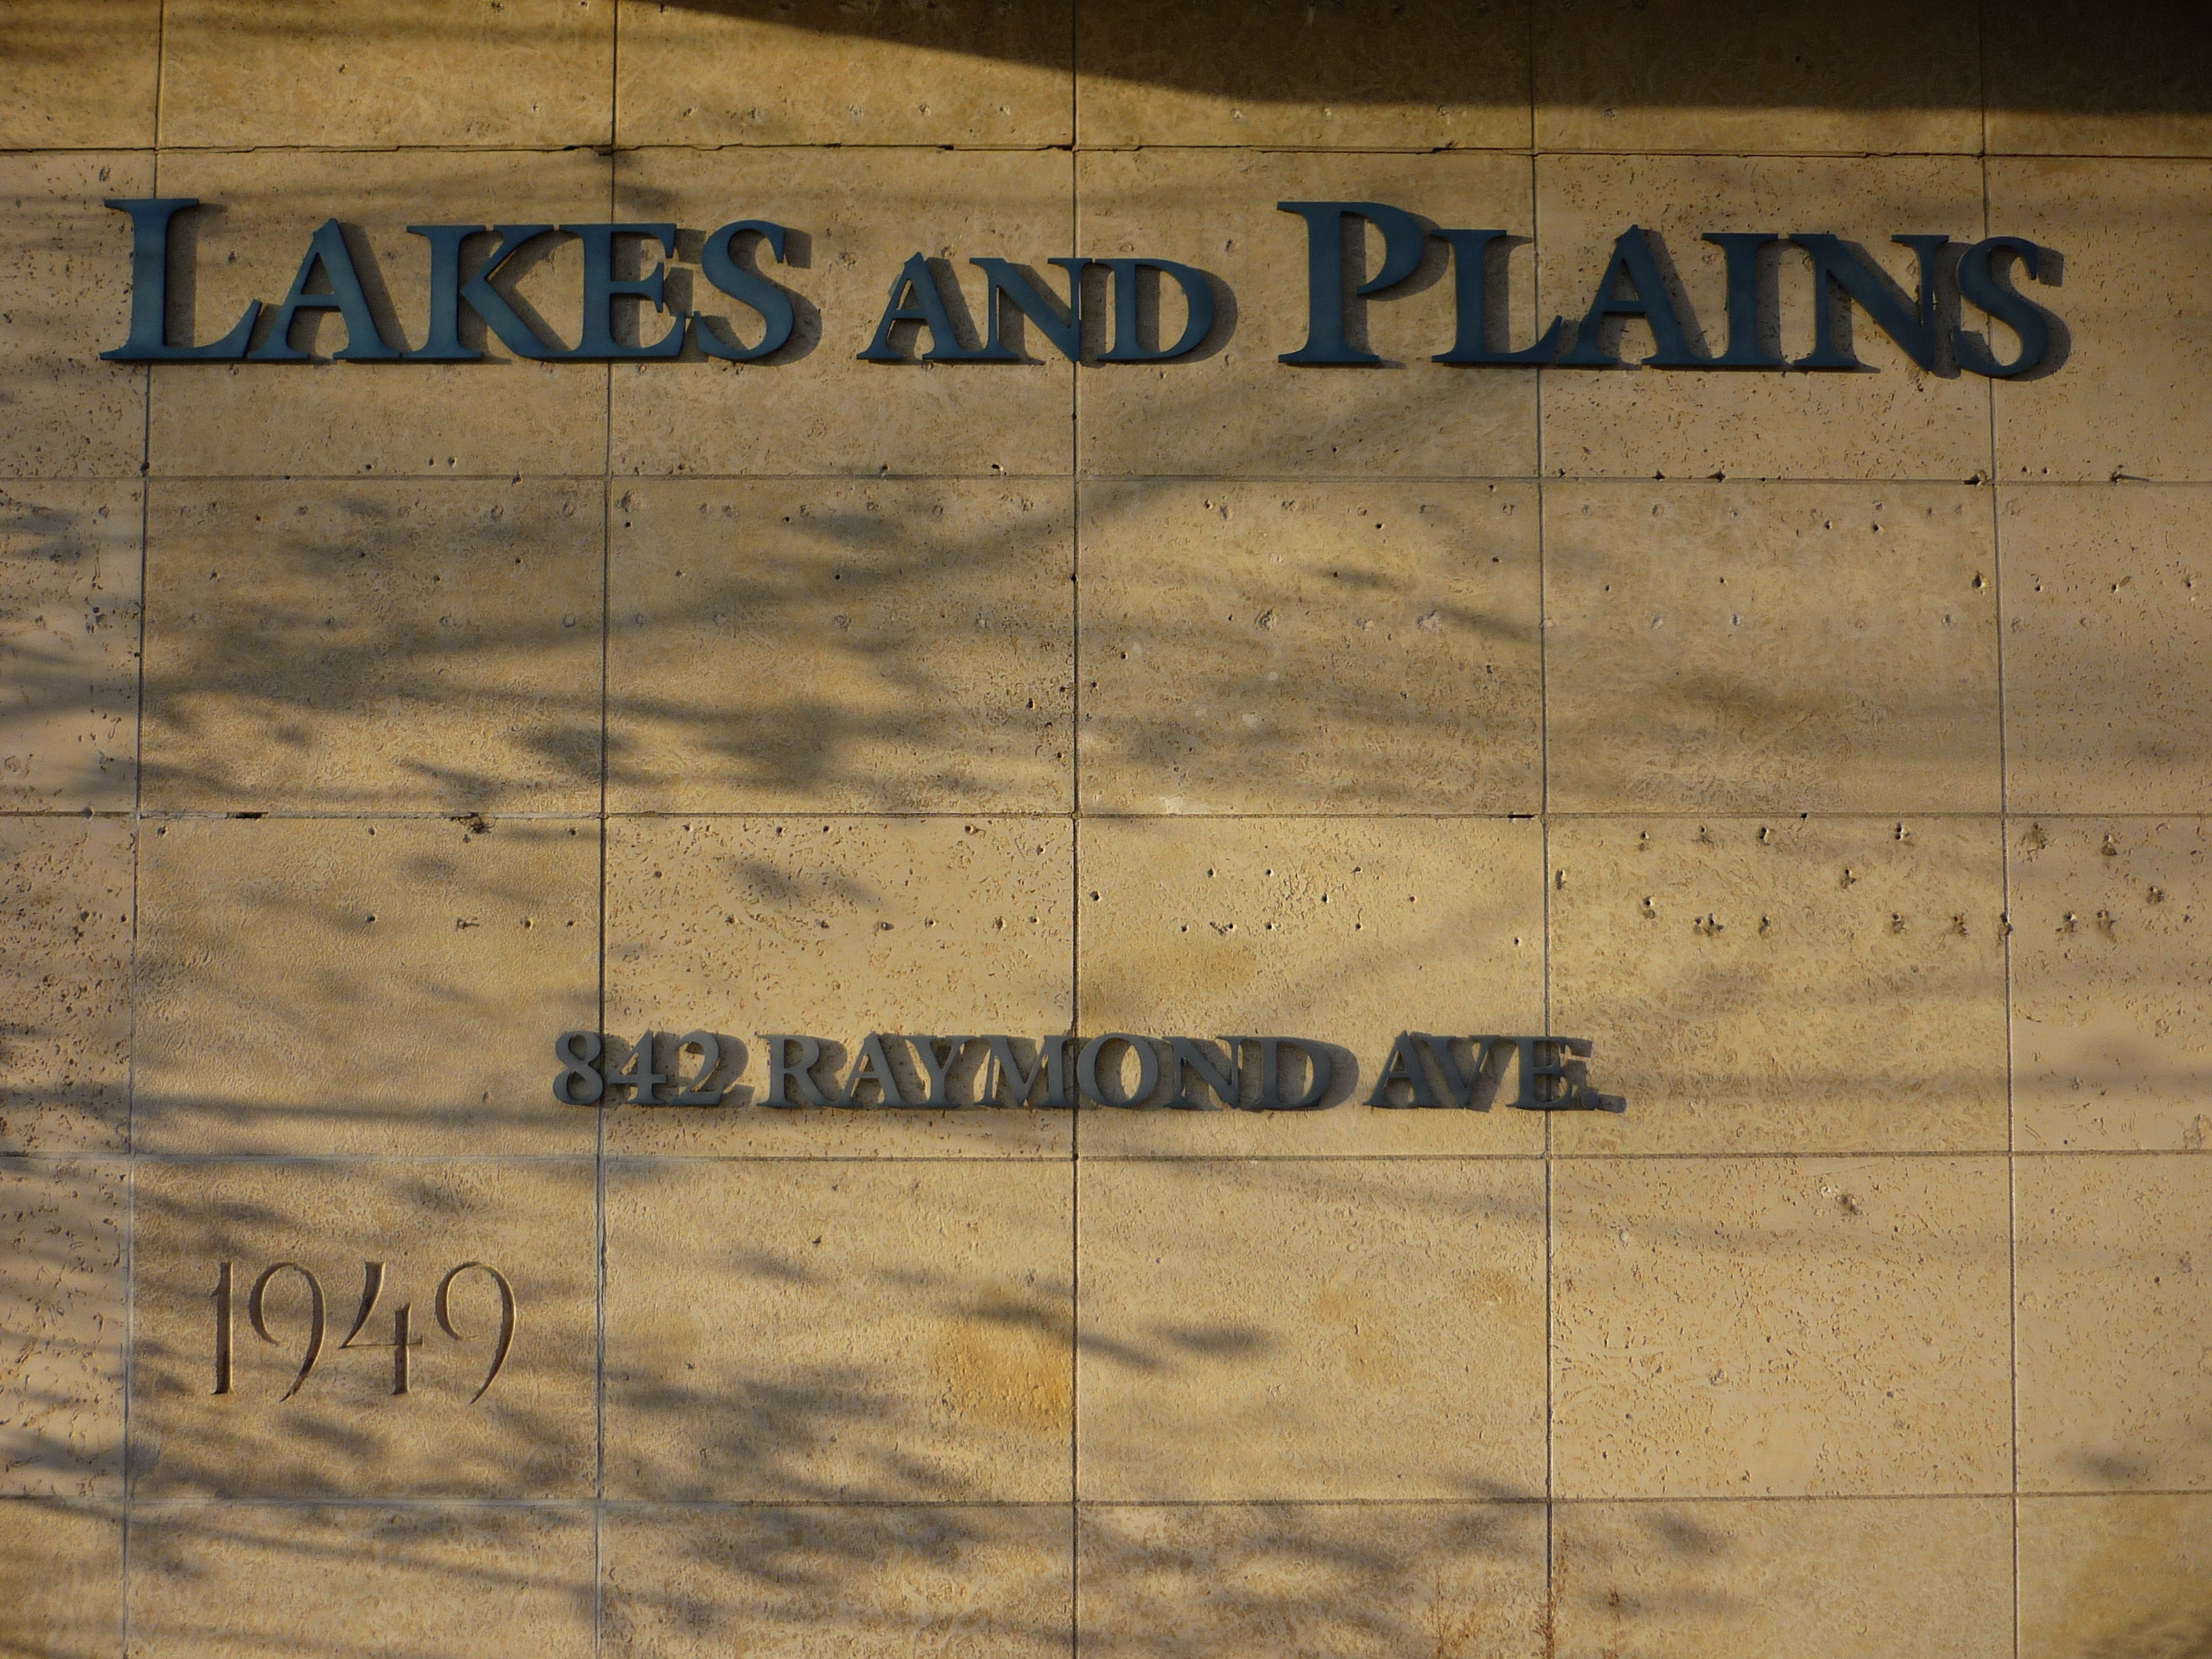 LAKES AND PLAINS
842 RAYMOND AVE.
1949